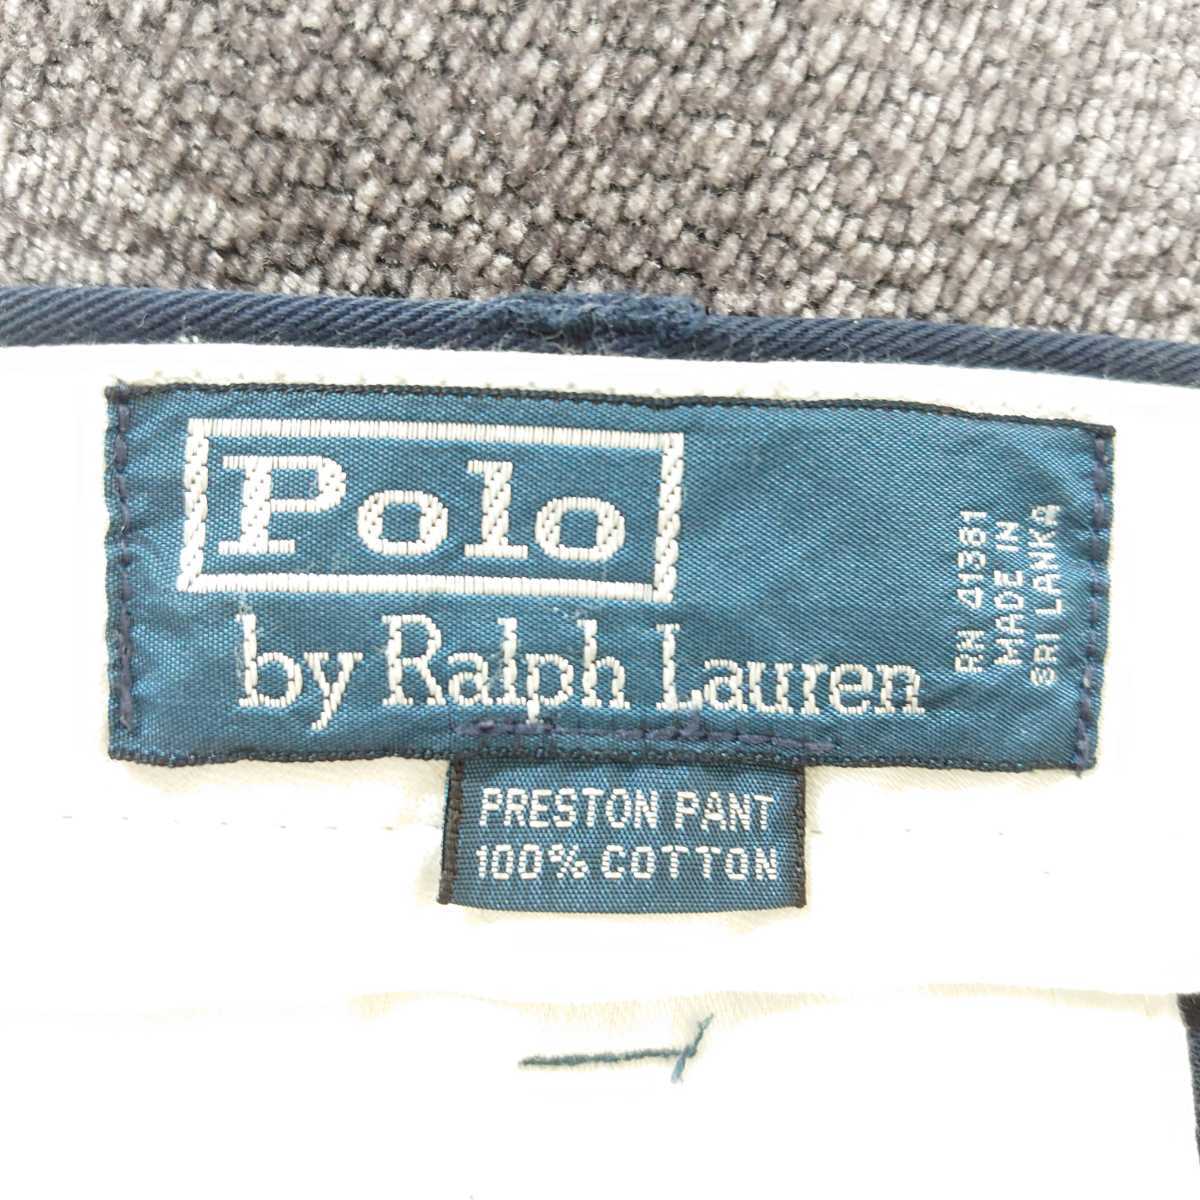 Polo
by Ralph Lauren
RN 41381
MADE IN
SRI LANKA
PRESTON PANT
100% COTTON